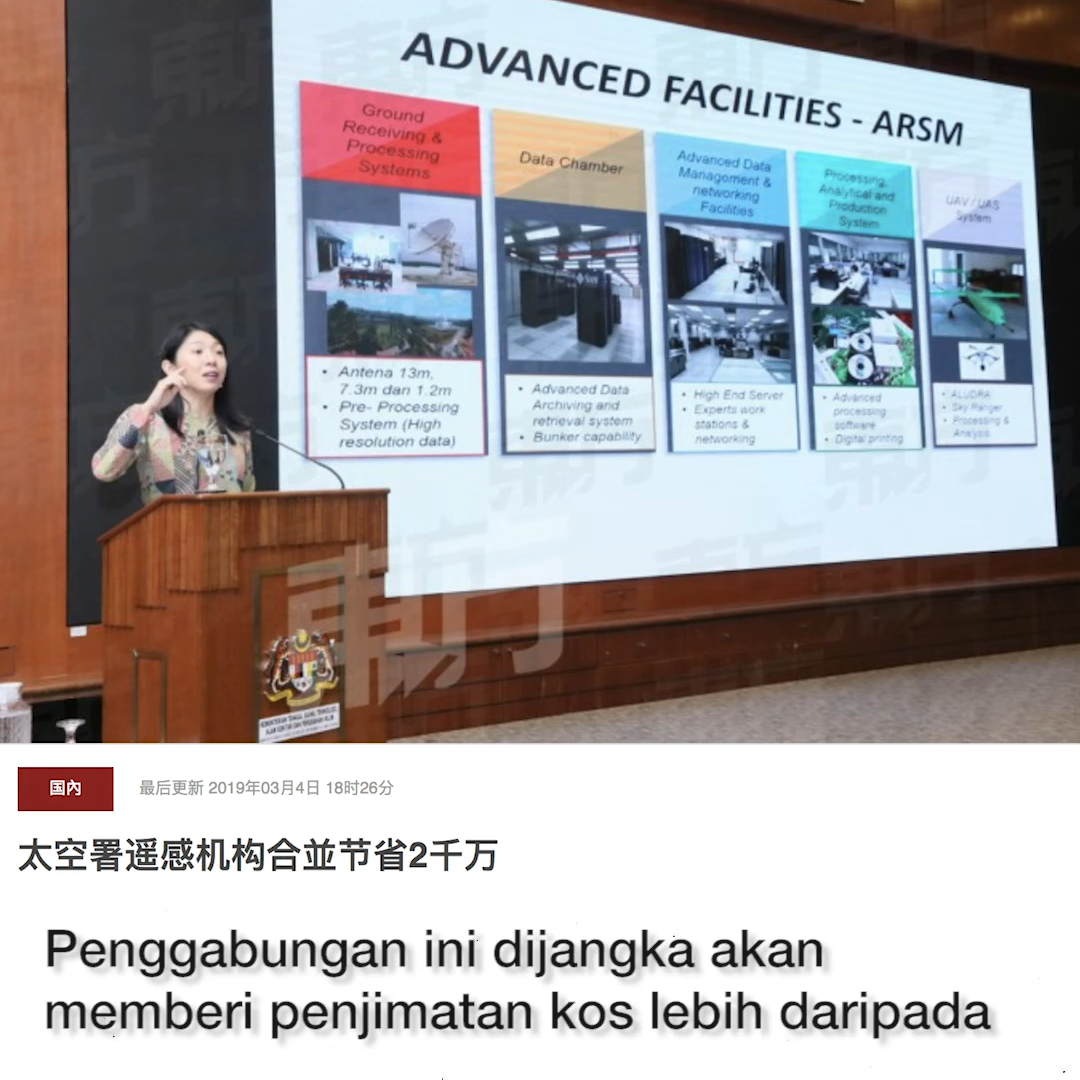 ADVANCED FACILITIES - ARSM
Ground
Receiving &
Processing
Systems
• Antena 13m,
7.3m dan 1.2m
• Pre- Processing
System (High
resolution data)
Data Chamber
• Advanced Data
Archiving and
retrieval system
• Bunker capability
Advanced Data
Management &
networking
Facilities
• High End Server
• Experts work
stations &
networking
Processing,
Analytical and
Production
System
• Advanced
processing
software
• Digital printing
UAV / UAS
System
• ALUDRA
• Sky Ranger
• Processing &
Analysis
東方
国內
最后更新 2019年03月4日 18时26分
太空署遥感机构合並节省2千万
Penggabungan ini dijangka akan
memberi penjimatan kos lebih daripada